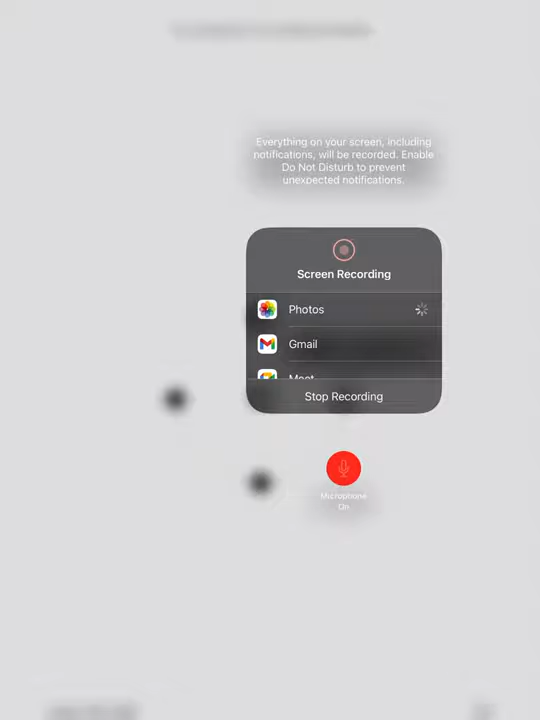 Everything on your screen, including
notifications, will be recorded. Enable
Do Not Disturb to prevent
unexpected notifications.
Screen Recording
Photos
Gmail
Meet
Stop Recording
Microphone
On